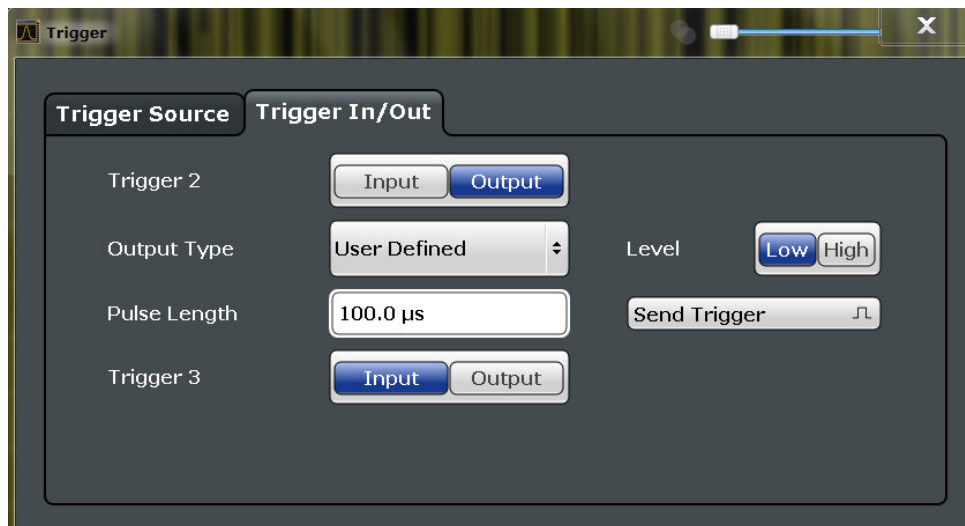 Trigger
X
Trigger Source Trigger In/Out
Trigger 2 Input Output
Output Type User Defined Level Low High
Pulse Length 100.0 µs Send Trigger
Trigger 3 Input Output